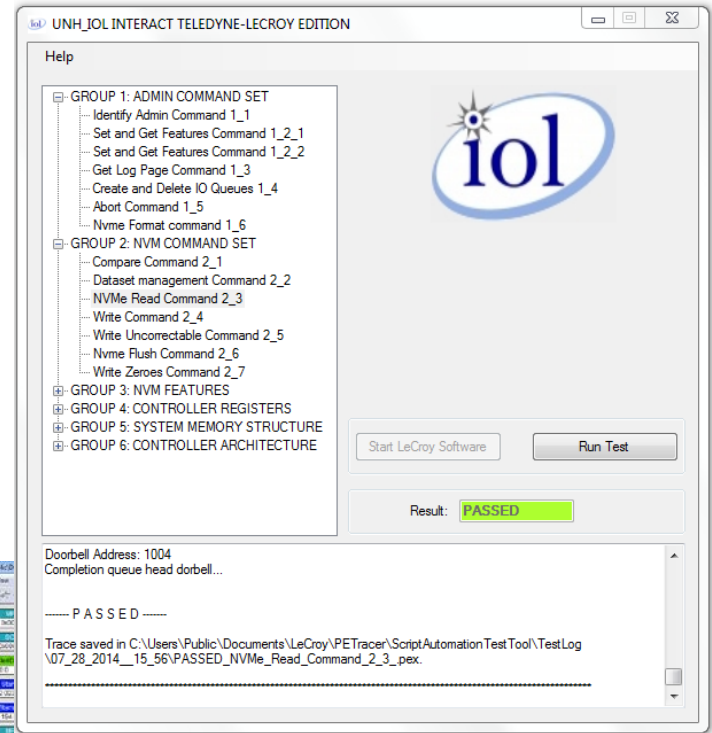 UNH_IOL INTERACT TELEDYNE-LECROY EDITION
Help
GROUP 1: ADMIN COMMAND SET
Identify Admin Command 1_1
Set and Get Features Command 1_2_1
Set and Get Features Command 1_2_2
Get Log Page Command 1_3
Create and Delete IO Queues 1_4
Abort Command 1_5
Nvme Format command 1_6
GROUP 2: NVM COMMAND SET
Compare Command 2_1
Dataset management Command 2_2
NVMe Read Command 2_3
Write Command 2_4
Write Uncorrectable Command 2_5
Nvme Flush Command 2_6
Write Zeroes Command 2_7
GROUP 3: NVM FEATURES
GROUP 4: CONTROLLER REGISTERS
GROUP 5: SYSTEM MEMORY STRUCTURE
GROUP 6: CONTROLLER ARCHITECTURE
iol
Start LeCroy Software
Run Test
Result: PASSED
Doorbell Address: 1004
Completion queue head dorbell...
------- P A S S E D -------
Trace saved in C:\Users\Public\Documents\LeCroy\PETracer\ScriptAutomationTestTool\TestLog
\07_28_2014__15_56\PASSED_NVMe_Read_Command_2_3_.pex.